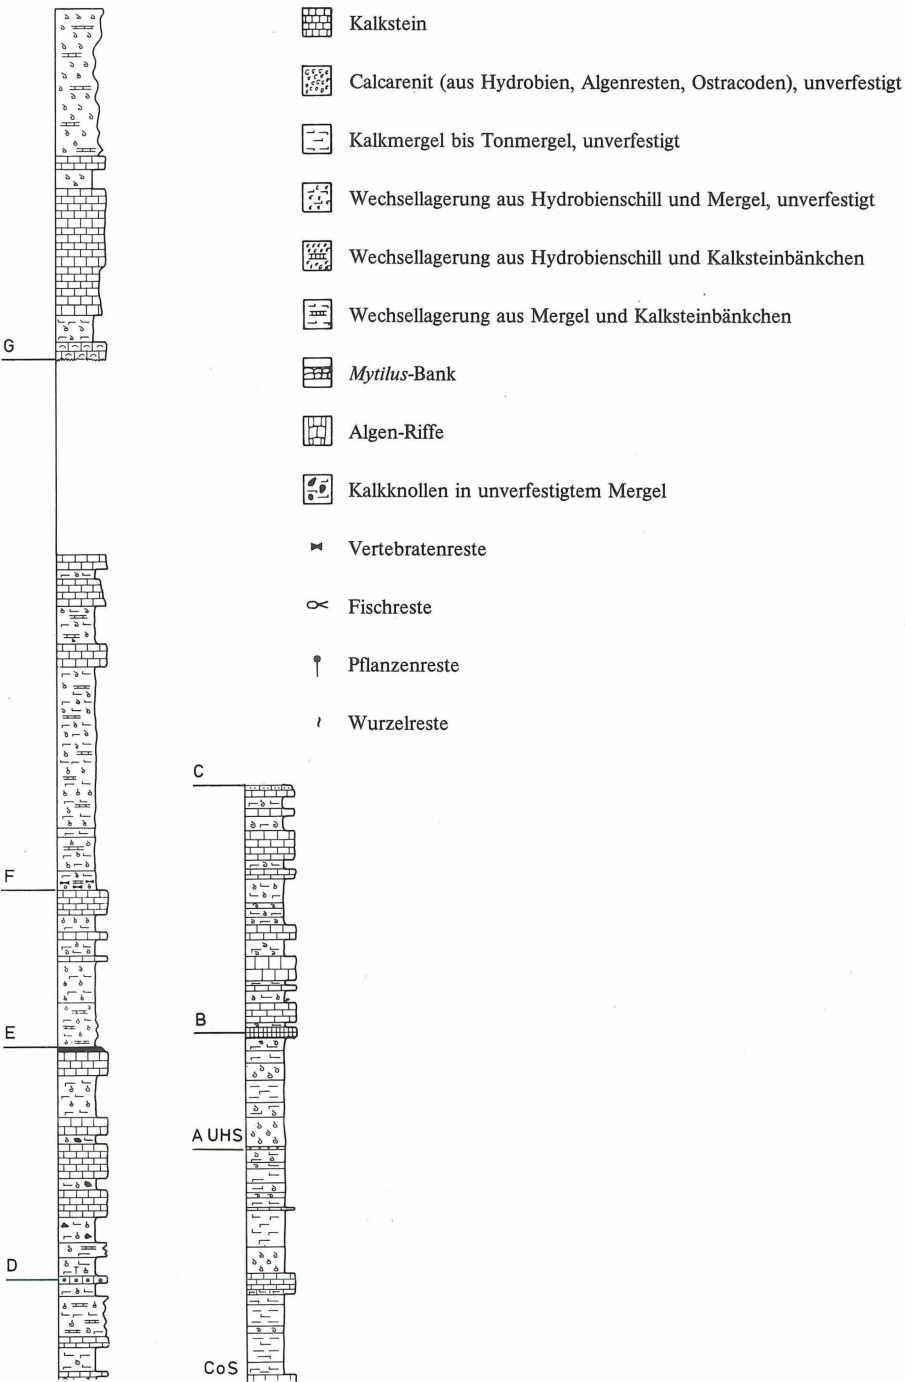 Kalkstein
Calcarenit (aus Hydrobien, Algenresten, Ostracoden), unverfestigt
Kalkmergel bis Tonmergel, unverfestigt
Wechsellagerung aus Hydrobienschill und Mergel, unverfestigt
Wechsellagerung aus Hydrobienschill und Kalksteinbänkchen
Wechsellagerung aus Mergel und Kalksteinbänkchen
Mytilus-Bank
Algen-Riffe
Kalkknollen in unverfestigtem Mergel
Vertebratenreste
Fischreste
Pflanzenreste
Wurzelreste
G
F
E
D
C
B
A UHS
CoS